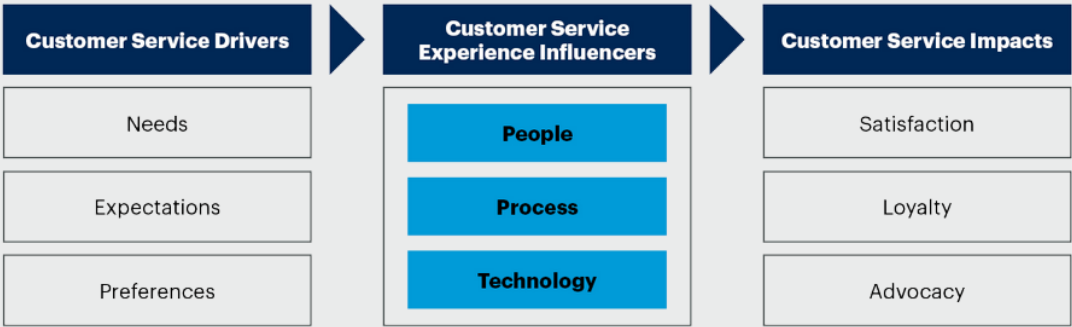 Customer Service Drivers
Needs
Expectations
Preferences
Customer Service
Experience Influencers
People
Process
Technology
Customer Service Impacts
Satisfaction
Loyalty
Advocacy